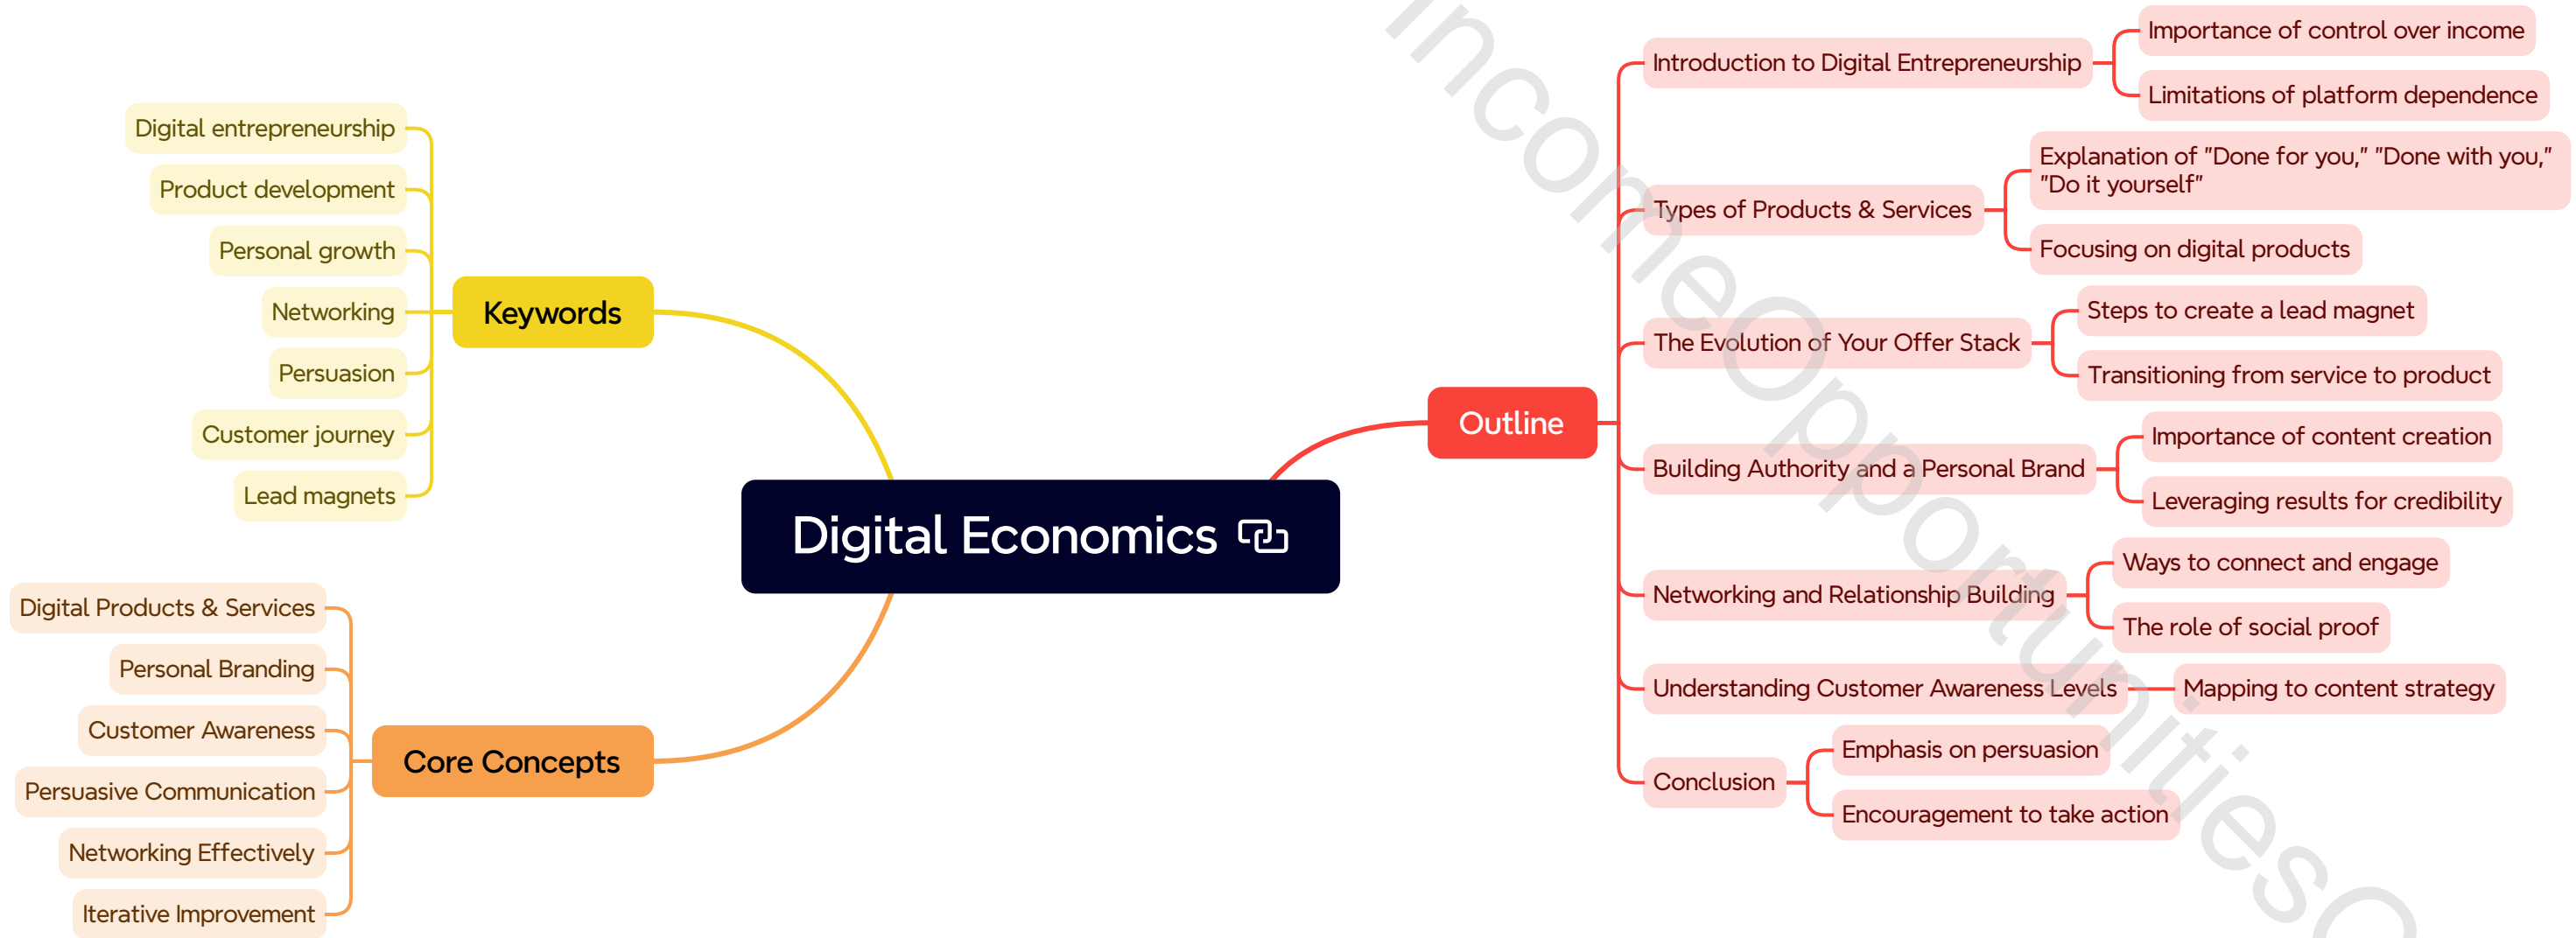 Digital Economics
Keywords
Digital entrepreneurship
Product development
Personal growth
Networking
Persuasion
Customer journey
Lead magnets
Core Concepts
Digital Products & Services
Personal Branding
Customer Awareness
Persuasive Communication
Networking Effectively
Iterative Improvement
Outline
Introduction to Digital Entrepreneurship
Importance of control over income
Limitations of platform dependence
Types of Products & Services
Explanation of "Done for you," "Done with you,"
"Do it yourself"
Focusing on digital products
The Evolution of Your Offer Stack
Steps to create a lead magnet
Transitioning from service to product
Building Authority and a Personal Brand
Importance of content creation
Leveraging results for credibility
Networking and Relationship Building
Ways to connect and engage
The role of social proof
Understanding Customer Awareness Levels
Mapping to content strategy
Conclusion
Emphasis on persuasion
Encouragement to take action
IncomeOpportunities